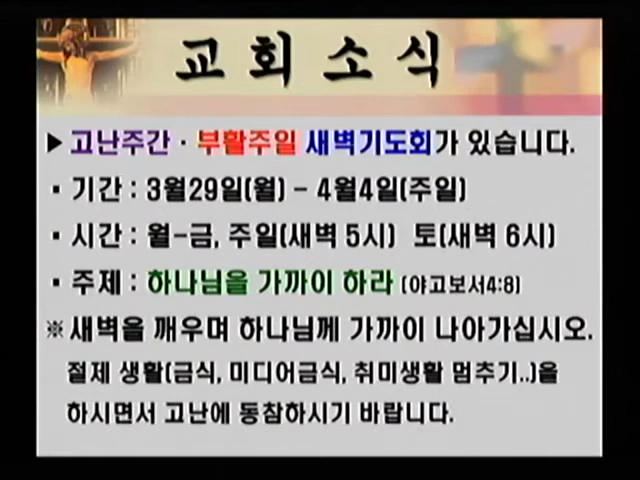 교회소식
▶고난주간·부활주일 새벽기도회가 있습니다.
▪ 기간 : 3월29일(월) - 4월4일(주일)
▪ 시간 : 월-금, 주일(새벽 5시) 토(새벽 6시)
▪ 주제 : 하나님을 가까이 하라 (야고보서4:8)
※새벽을 깨우며 하나님께 가까이 나아가십시오.
절제 생활(금식, 미디어금식, 취미생활 멈추기..)을
하시면서 고난에 동참하시기 바랍니다.